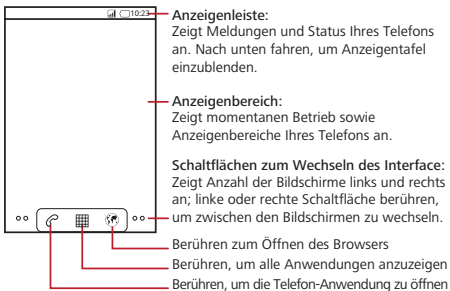 10:23
Anzeigenleiste:
Zeigt Meldungen und Status Ihres Telefons
an. Nach unten fahren, um Anzeigentafel
einzublenden.
Anzeigenbereich:
Zeigt momentanen Betrieb sowie
Anzeigenbereiche Ihres Telefons an.
Schaltflächen zum Wechseln des Interface:
Zeigt Anzahl der Bildschirme links und rechts
an; linke oder rechte Schaltfläche berühren,
um zwischen den Bildschirmen zu wechseln.
Berühren zum Öffnen des Browsers
Berühren, um alle Anwendungen anzuzeigen
Berühren, um die Telefon-Anwendung zu öffnen